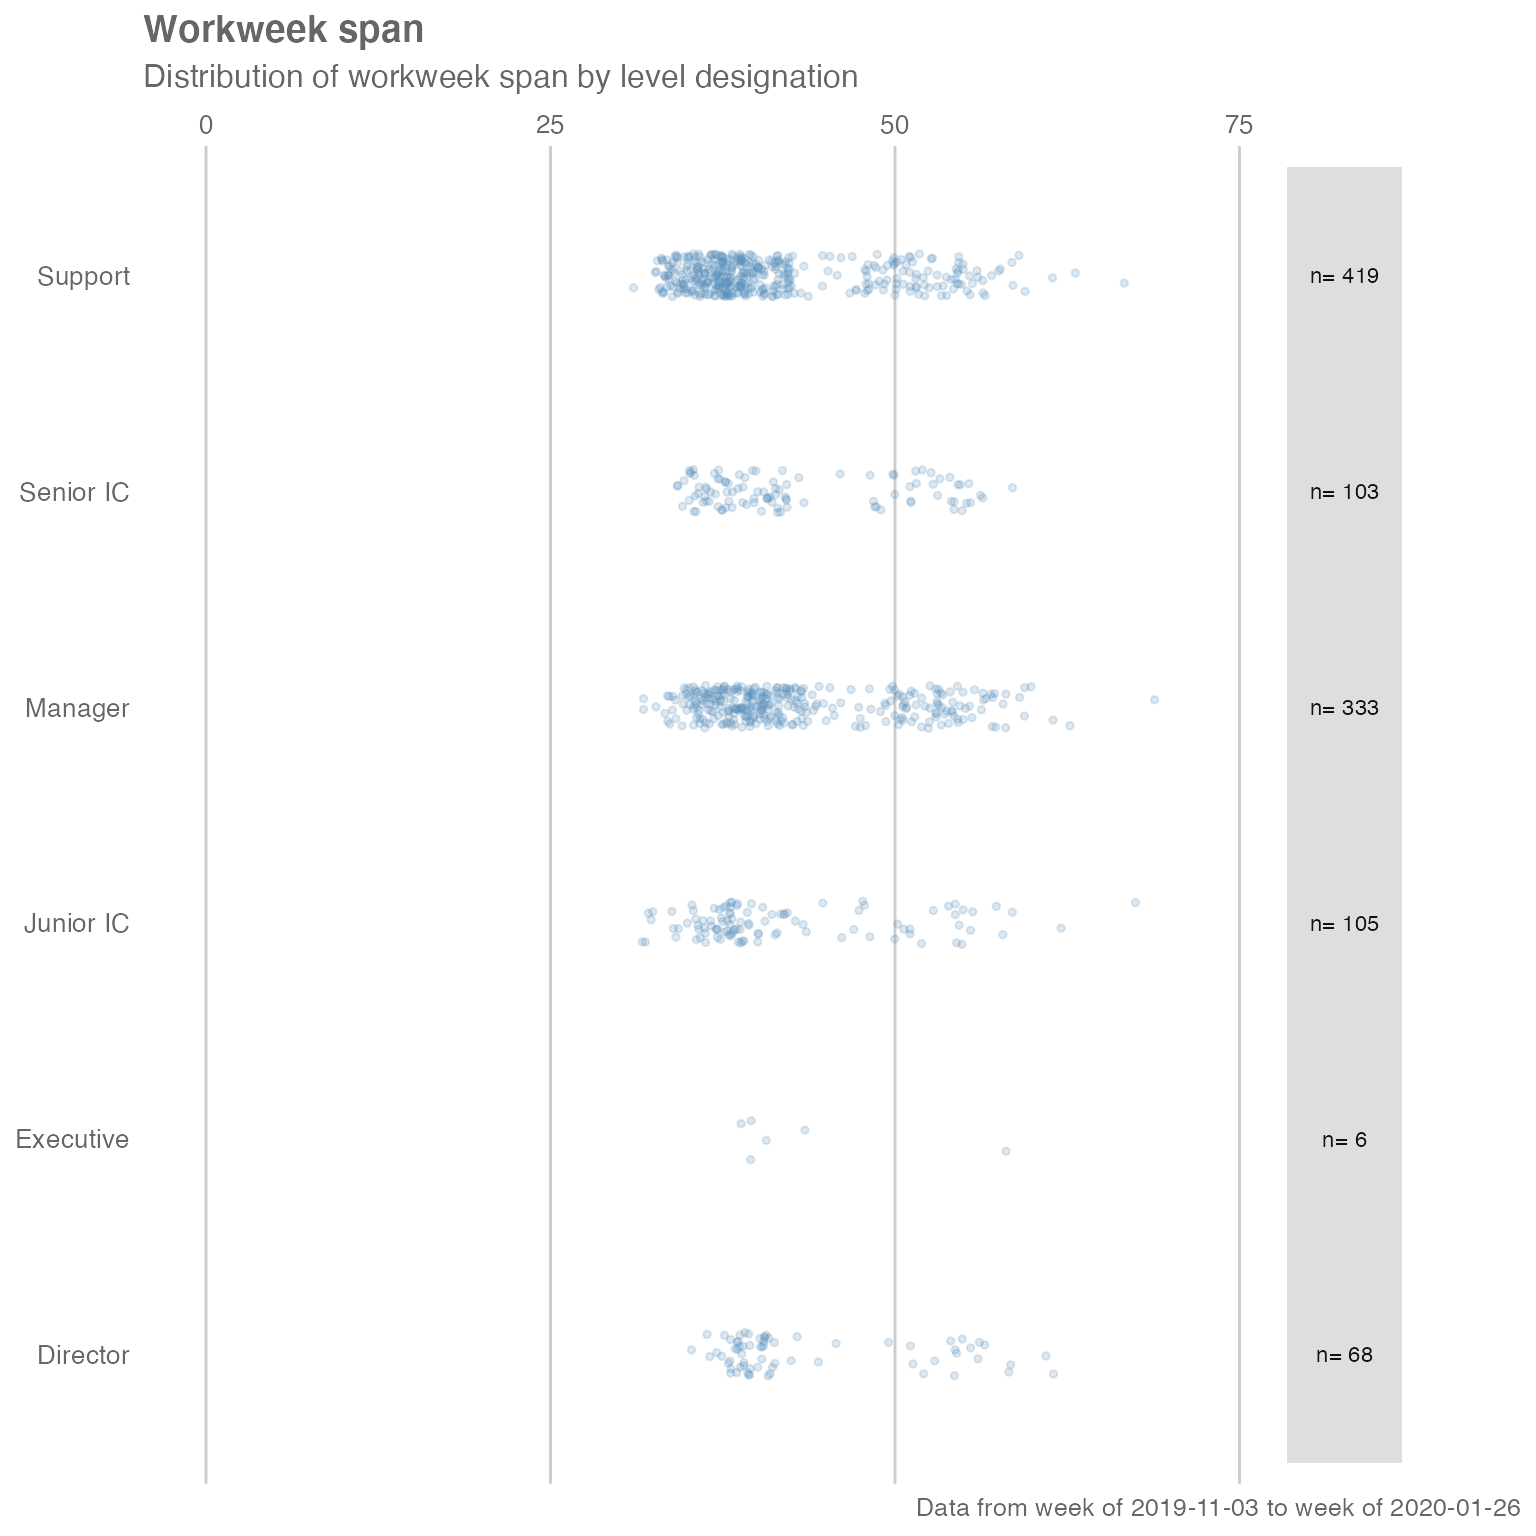 Workweek span
Distribution of workweek span by level designation
0 25 50 75
Support n= 419
Senior IC n= 103
Manager n= 333
Junior IC n= 105
Executive n= 6
Director n= 68
Data from week of 2019-11-03 to week of 2020-01-26